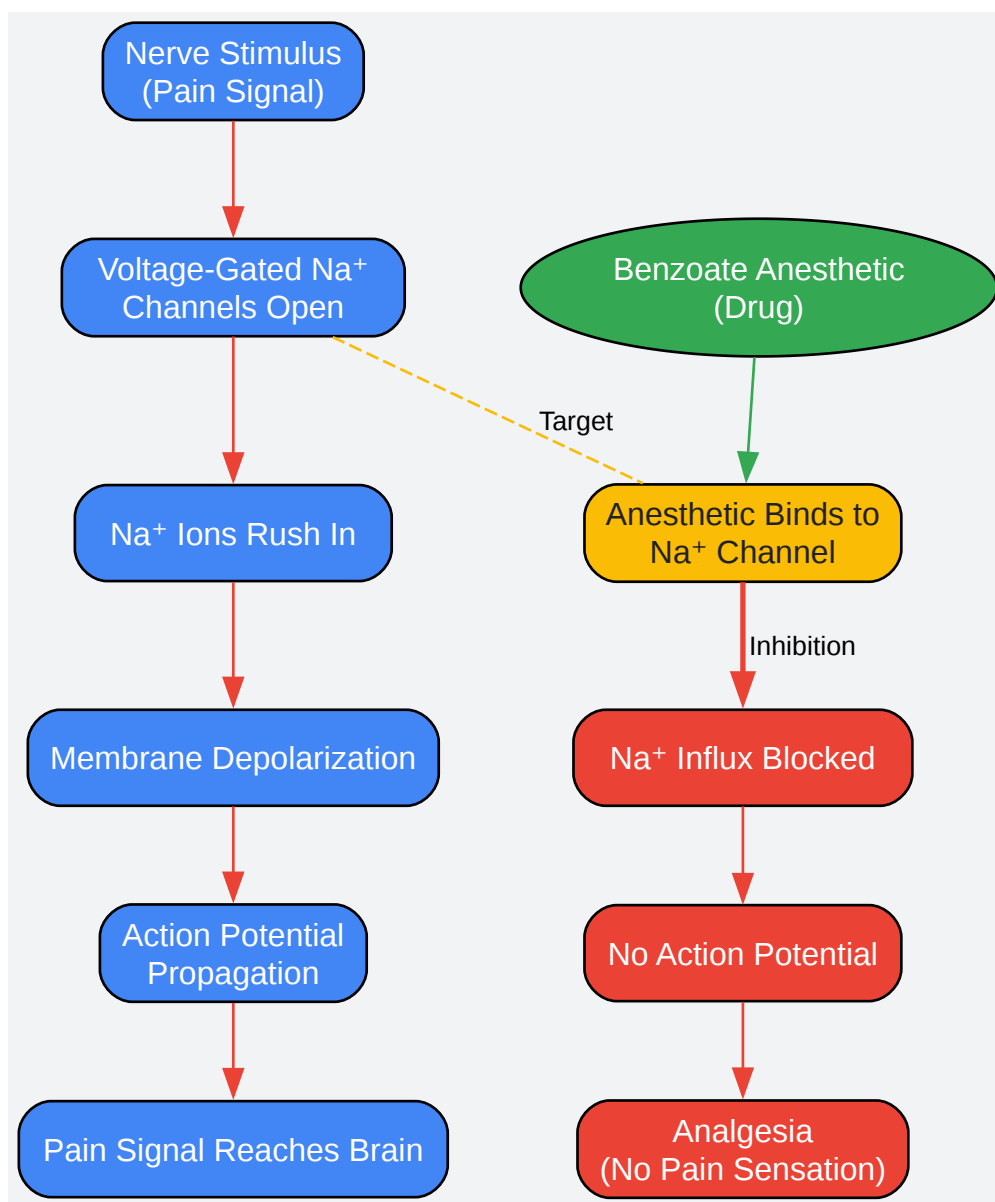 Nerve Stimulus
(Pain Signal)
Voltage-Gated Na⁺
Channels Open
Benzoate Anesthetic
(Drug)
Target
Na⁺ Ions Rush In
Anesthetic Binds to
Na⁺ Channel
Inhibition
Membrane Depolarization
Na⁺ Influx Blocked
Action Potential
Propagation
No Action Potential
Pain Signal Reaches Brain
Analgesia
(No Pain Sensation)